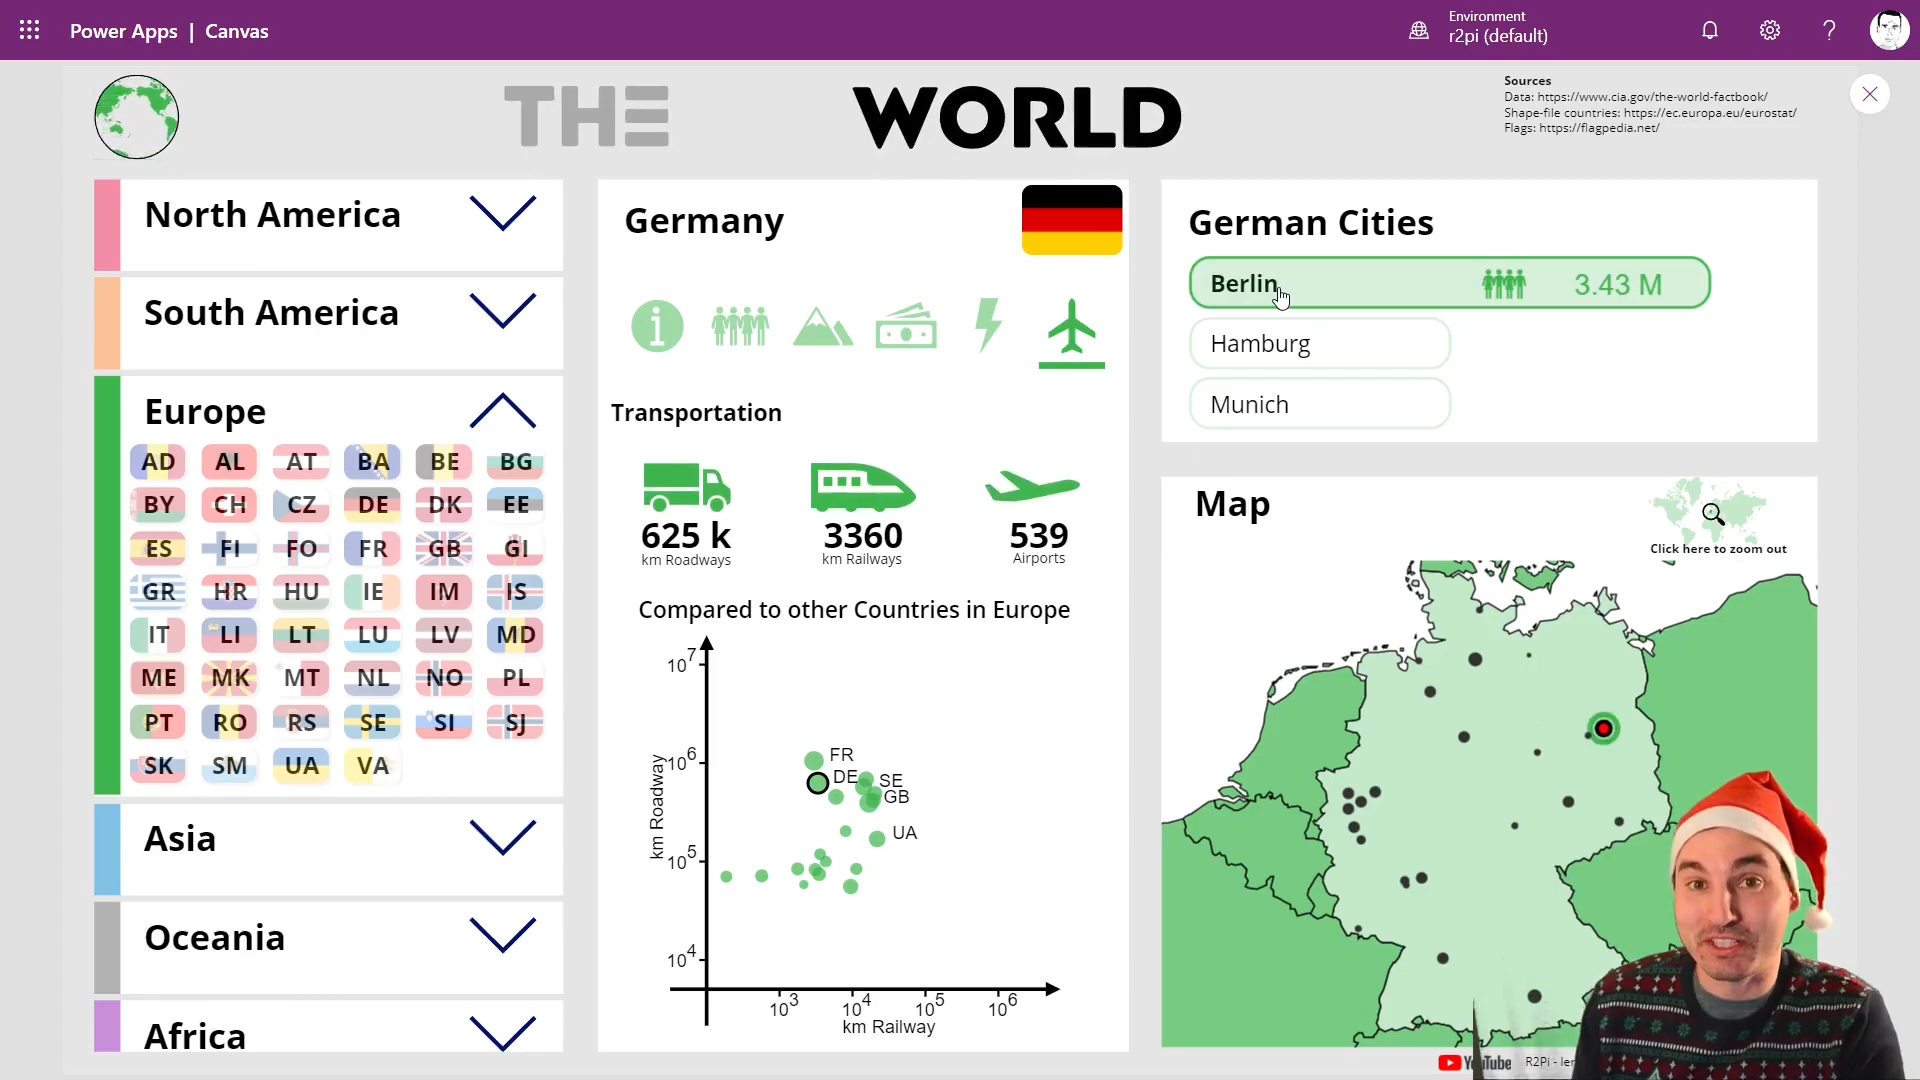 Power Apps | Canvas
Environment
r2pi (default)
THE WORLD
Sources
Data: https://www.cia.gov/the-world-factbook/
Shape-file countries: https://ec.europa.eu/eurostat/
Flags: https://flagpedia.net/
North America
South America
Europe
AD AL AT BA BE BG
BY CH CZ DE DK EE
ES FI FO FR GB GI
GR HR HU IE IM IS
IT LI LT LU LV MD
ME MK MT NL NO PL
PT RO RS SE SI SJ
SK SM UA VA
Asia
Oceania
Africa
Germany
Transportation
625 k 3360 539
km Roadways km Railways Airports
Compared to other Countries in Europe
10^7
10^6
10^5
10^4
km Roadway
FR
DE
SE
GB
UA
10^3 10^4 10^5 10^6
km Railway
German Cities
Berlin 3.43 M
Hamburg
Munich
Map
Click here to zoom out
YouTube R2Pi -